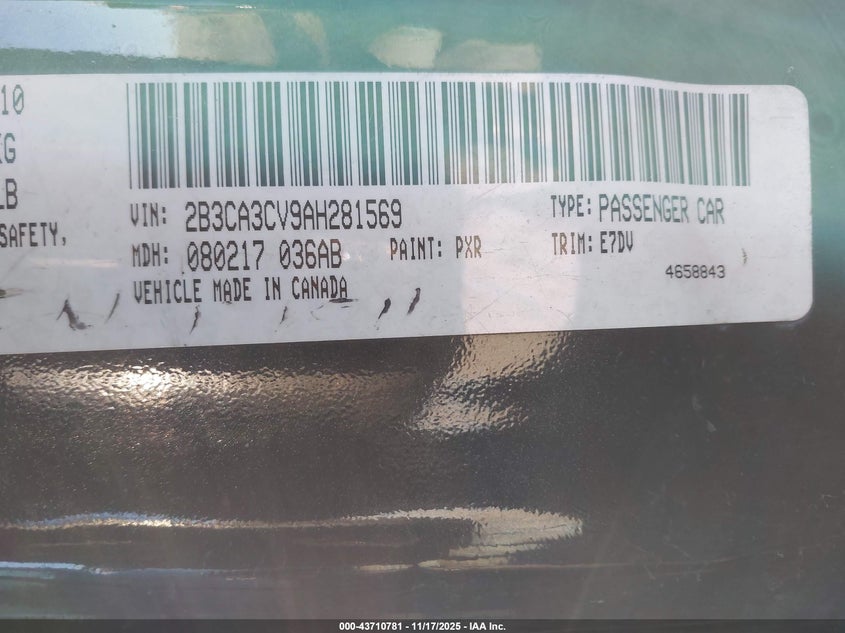 10
KG
LB
SAFETY,
VIN: 2B3CA3CV9AH281569
TYPE: PASSENGER CAR
MDH: 080217 036AB
PAINT: PXR
TRIM: E7DV
VEHICLE MADE IN CANADA
4658843
000-43710781 - 11/17/2025 - IAA Inc.